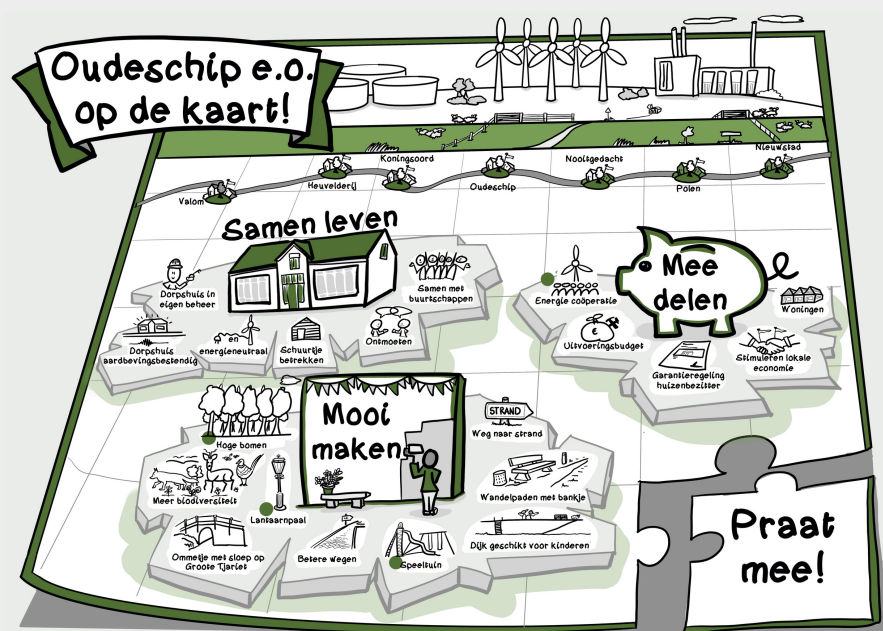 Oudeschip e.o.
op de kaart!
Valom
Heuvelderij
Koningsoord
Oudeschip
Nooitgedacht
Polen
Nieuwstad
Samen leven
Dorpshuis in
eigen beheer
Samen met
buurtschappen
Dorpshuis
aardbevingsbestendig
en
energieneutraal
Schuurtje
betrekken
Ontmoeten
Mee
delen
Energie coöperatie
Woningen
Uitvoeringsbudget
Garantieregeling
huizenbezitter
Stimuleren lokale
economie
Mooi
maken
Hoge bomen
STRAND
Weg naar strand
Meer biodiversiteit
Wandelpaden met bankje
Lantaarnpaal
Ommetje met sloep op
Groote Tjariet
Betere wegen
Speeltuin
Dijk geschikt voor kinderen
Praat
mee!